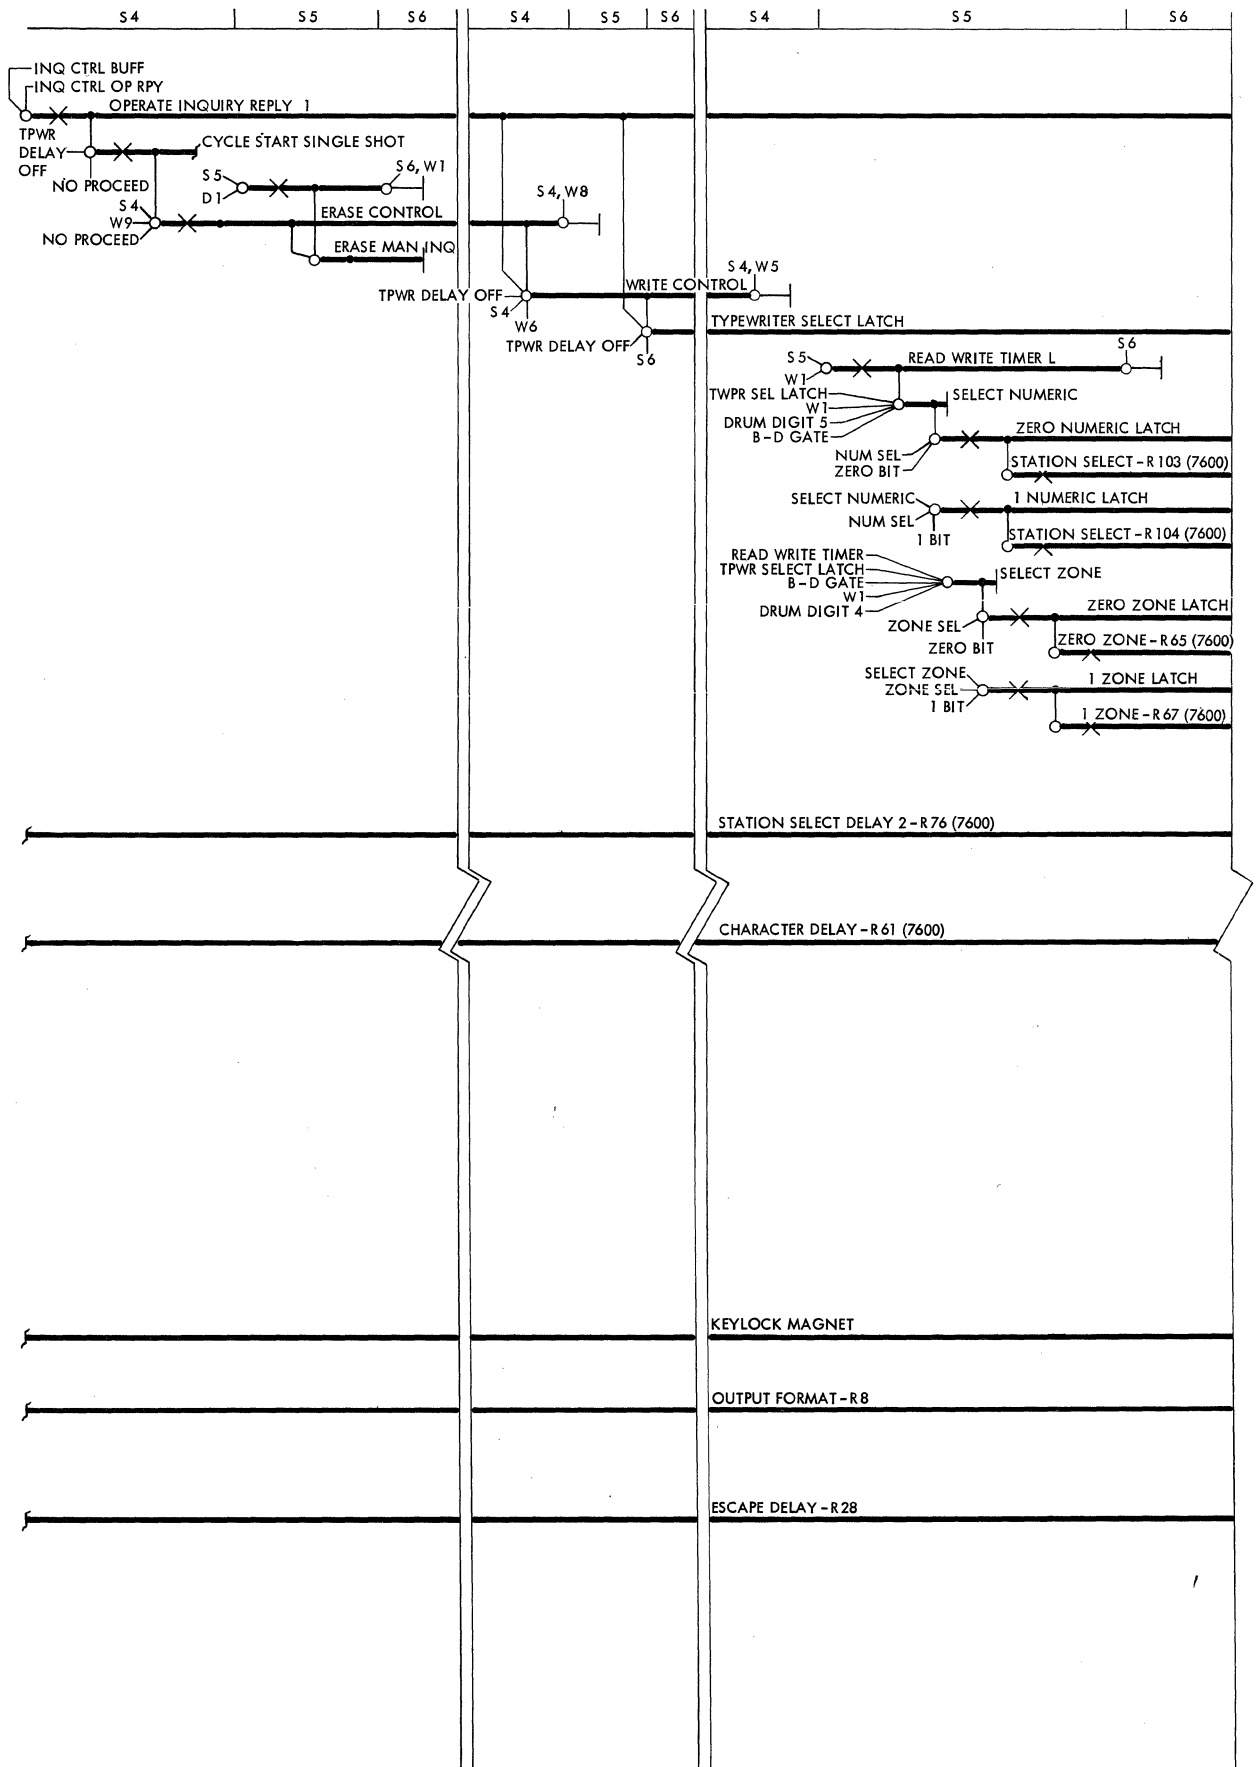 S4 S5 S6 S4 S5 S6 S4 S5 S6
INQ CTRL BUFF
INQ CTRL OP RPY
OPERATE INQUIRY REPLY 1
TPWR
DELAY
OFF
CYCLE START SINGLE SHOT
NO PROCEED
S5
D1
S6, W1
S4
W9
NO PROCEED
ERASE CONTROL
S4, W8
ERASE MAN INQ
TPWR DELAY OFF
S4
W6
WRITE CONTROL
S4, W5
TYPEWRITER SELECT LATCH
TPWR DELAY OFF
S6
S5
W1
READ WRITE TIMER L
S6
TWPR SEL LATCH
W1
DRUM DIGIT 5
B-D GATE
SELECT NUMERIC
NUM SEL
ZERO BIT
ZERO NUMERIC LATCH
STATION SELECT-R103 (7600)
SELECT NUMERIC
NUM SEL
1 BIT
1 NUMERIC LATCH
STATION SELECT-R104 (7600)
READ WRITE TIMER
TPWR SELECT LATCH
B-D GATE
W1
DRUM DIGIT 4
SELECT ZONE
ZONE SEL
ZERO BIT
ZERO ZONE LATCH
ZERO ZONE-R65 (7600)
SELECT ZONE
ZONE SEL
1 BIT
1 ZONE LATCH
1 ZONE-R67 (7600)
STATION SELECT DELAY 2-R76 (7600)
CHARACTER DELAY-R61 (7600)
KEYLOCK MAGNET
OUTPUT FORMAT-R8
ESCAPE DELAY-R28